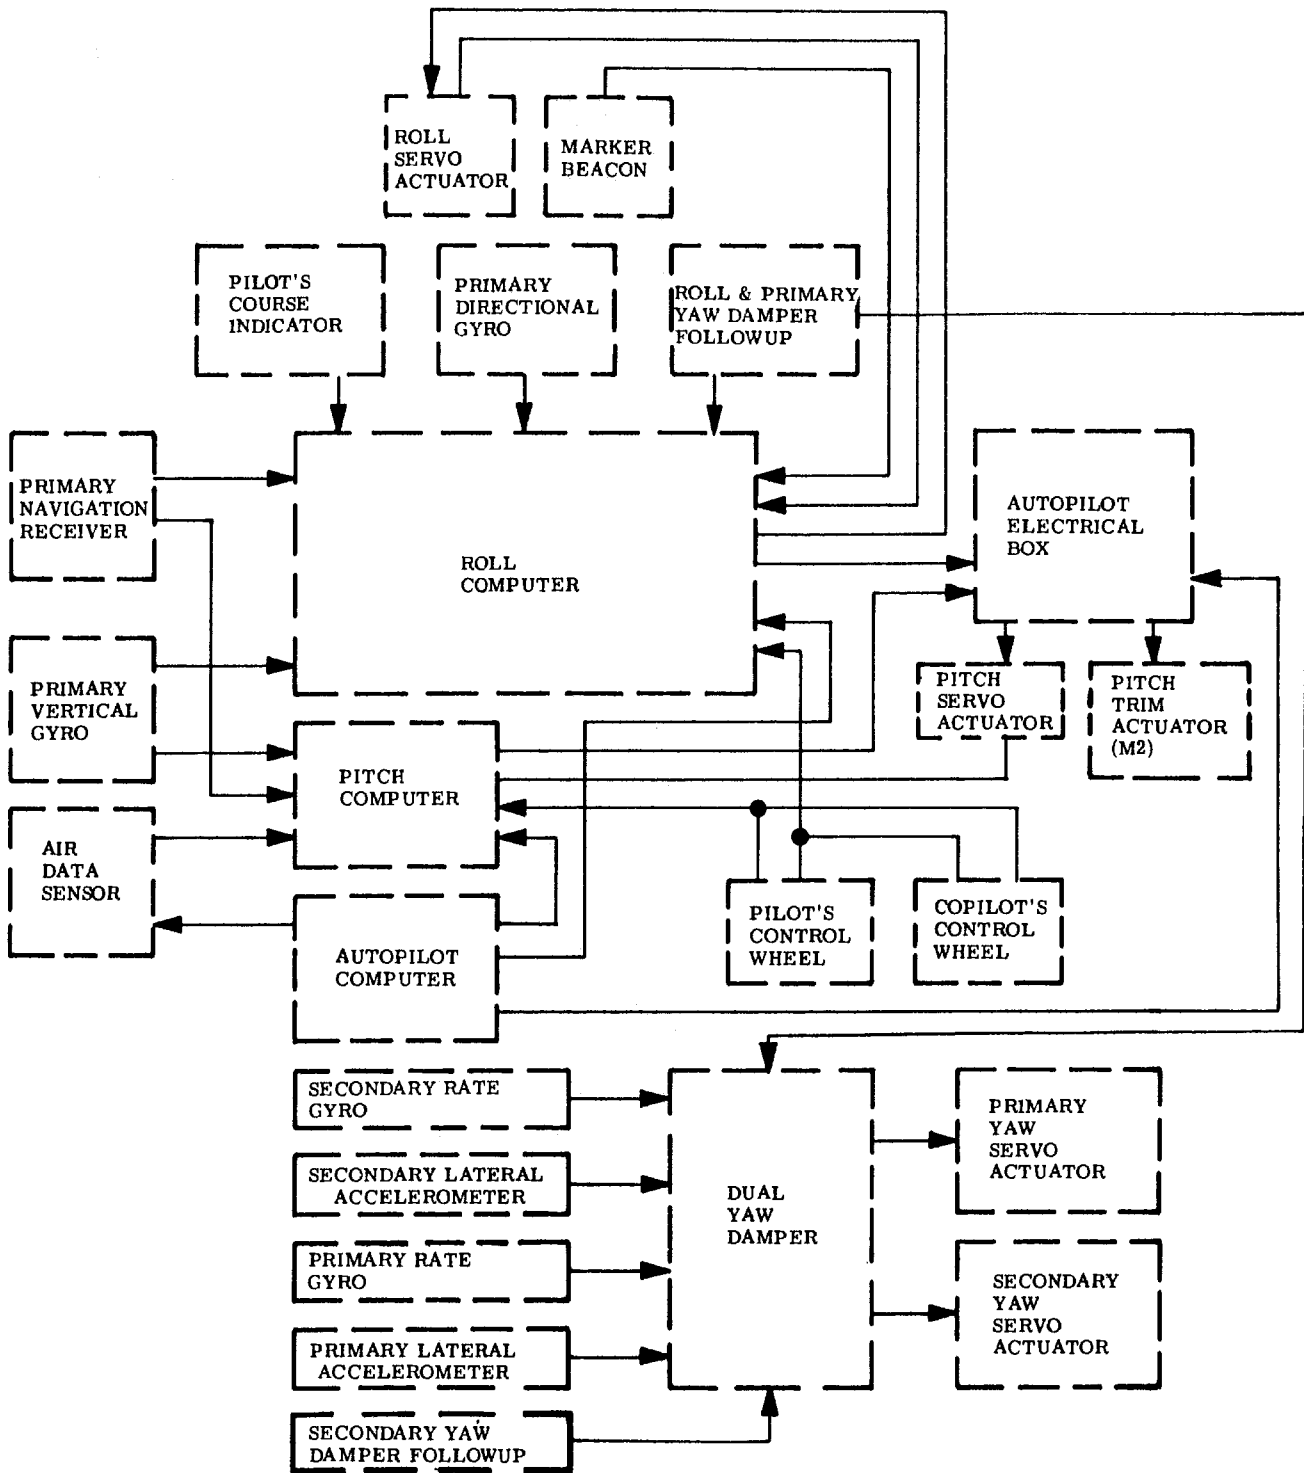 ROLL
SERVO
ACTUATOR
MARKER
BEACON
PILOT'S
COURSE
INDICATOR
PRIMARY
DIRECTIONAL
GYRO
ROLL & PRIMARY
YAW DAMPER
FOLLOWUP
PRIMARY
NAVIGATION
RECEIVER
ROLL
COMPUTER
AUTOPILOT
ELECTRICAL
BOX
PRIMARY
VERTICAL
GYRO
PITCH
SERVO
ACTUATOR
PITCH
TRIM
ACTUATOR
(M2)
PITCH
COMPUTER
AIR
DATA
SENSOR
AUTOPILOT
COMPUTER
PILOT'S
CONTROL
WHEEL
COPILOT'S
CONTROL
WHEEL
SECONDARY RATE
GYRO
SECONDARY LATERAL
ACCELEROMETER
PRIMARY RATE
GYRO
PRIMARY LATERAL
ACCELEROMETER
SECONDARY YAW
DAMPER FOLLOWUP
DUAL
YAW
DAMPER
PRIMARY
YAW
SERVO
ACTUATOR
SECONDARY
YAW
SERVO
ACTUATOR